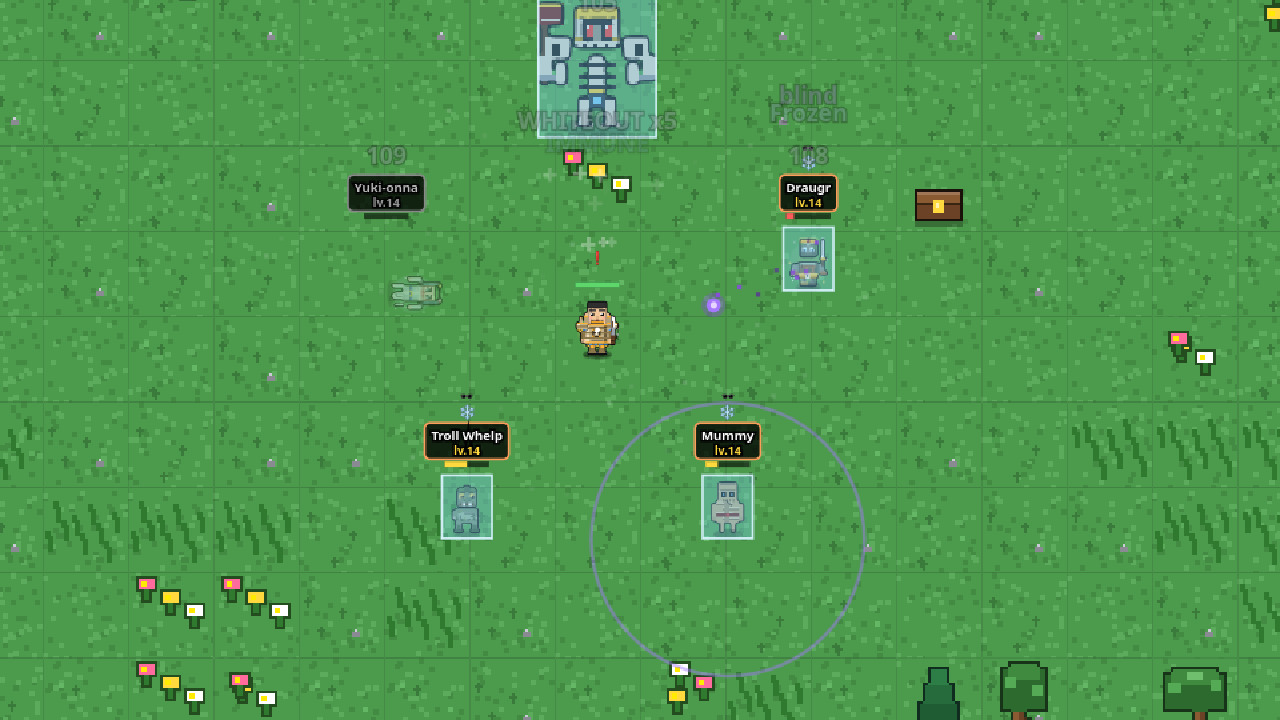 105
WHITEOUT x5
blind
Frozen
109
108
Yuki-onna
lv.14
Draugr
lv.14
Troll Whelp
lv.14
Mummy
lv.14